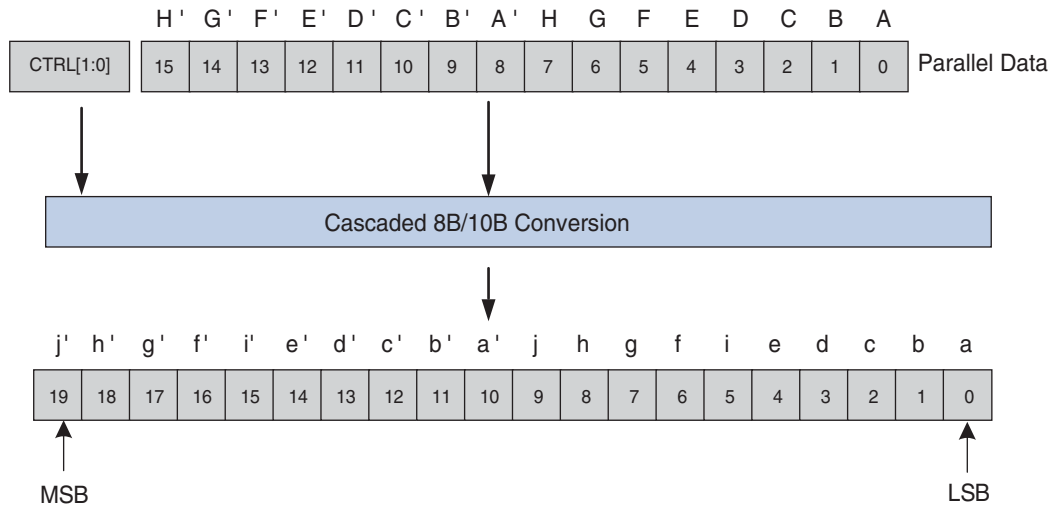 H' G' F' E' D' C' B' A' H G F E D C B A
CTRL[1:0] 15 14 13 12 11 10 9 8 7 6 5 4 3 2 1 0 Parallel Data
Cascaded 8B/10B Conversion
j' h' g' f' i' e' d' c' b' a' j h g f i e d c b a
19 18 17 16 15 14 13 12 11 10 9 8 7 6 5 4 3 2 1 0
MSB LSB